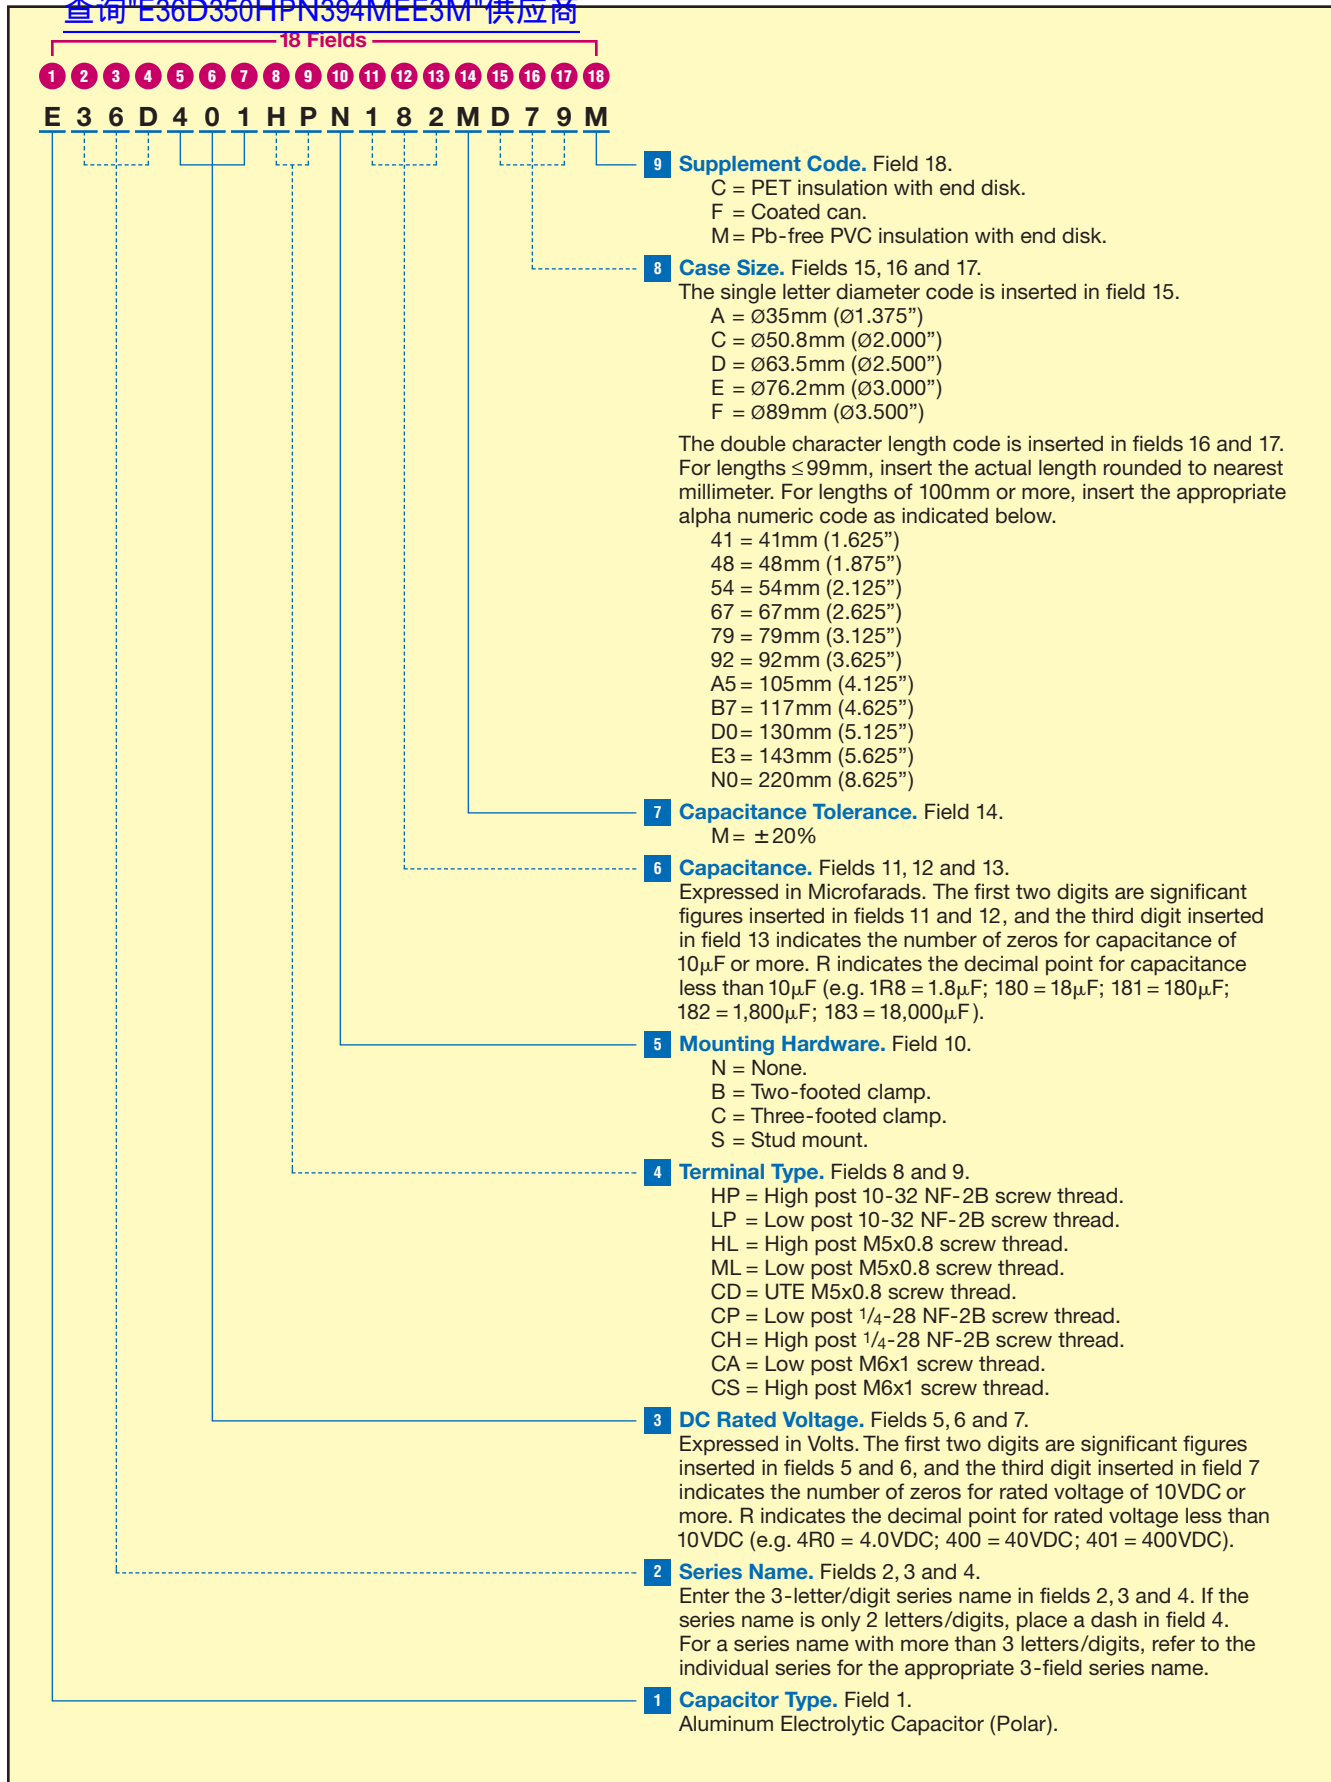 查询"E36D350HPN394MEE3M"供应商
18 Fields
1 2 3 4 5 6 7 8 9 10 11 12 13 14 15 16 17 18
E 3 6 D 4 0 1 H P N 1 8 2 M D 7 9 M
9 Supplement Code. Field 18.
C = PET insulation with end disk.
F = Coated can.
M = Pb-free PVC insulation with end disk.
8 Case Size. Fields 15, 16 and 17.
The single letter diameter code is inserted in field 15.
A = Ø35mm (Ø1.375”)
C = Ø50.8mm (Ø2.000”)
D = Ø63.5mm (Ø2.500”)
E = Ø76.2mm (Ø3.000”)
F = Ø89mm (Ø3.500”)
The double character length code is inserted in fields 16 and 17.
For lengths ≤99mm, insert the actual length rounded to nearest
millimeter. For lengths of 100mm or more, insert the appropriate
alpha numeric code as indicated below.
41 = 41mm (1.625”)
48 = 48mm (1.875”)
54 = 54mm (2.125”)
67 = 67mm (2.625”)
79 = 79mm (3.125”)
92 = 92mm (3.625”)
A5 = 105mm (4.125”)
B7 = 117mm (4.625”)
D0 = 130mm (5.125”)
E3 = 143mm (5.625”)
N0 = 220mm (8.625”)
7 Capacitance Tolerance. Field 14.
M = ±20%
6 Capacitance. Fields 11, 12 and 13.
Expressed in Microfarads. The first two digits are significant
figures inserted in fields 11 and 12, and the third digit inserted
in field 13 indicates the number of zeros for capacitance of
10µF or more. R indicates the decimal point for capacitance
less than 10µF (e.g. 1R8 = 1.8µF; 180 = 18µF; 181 = 180µF;
182 = 1,800µF; 183 = 18,000µF).
5 Mounting Hardware. Field 10.
N = None.
B = Two-footed clamp.
C = Three-footed clamp.
S = Stud mount.
4 Terminal Type. Fields 8 and 9.
HP = High post 10-32 NF-2B screw thread.
LP = Low post 10-32 NF-2B screw thread.
HL = High post M5x0.8 screw thread.
ML = Low post M5x0.8 screw thread.
CD = UTE M5x0.8 screw thread.
CP = Low post 1/4-28 NF-2B screw thread.
CH = High post 1/4-28 NF-2B screw thread.
CA = Low post M6x1 screw thread.
CS = High post M6x1 screw thread.
3 DC Rated Voltage. Fields 5, 6 and 7.
Expressed in Volts. The first two digits are significant figures
inserted in fields 5 and 6, and the third digit inserted in field 7
indicates the number of zeros for rated voltage of 10VDC or
more. R indicates the decimal point for rated voltage less than
10VDC (e.g. 4R0 = 4.0VDC; 400 = 40VDC; 401 = 400VDC).
2 Series Name. Fields 2, 3 and 4.
Enter the 3-letter/digit series name in fields 2, 3 and 4. If the
series name is only 2 letters/digits, place a dash in field 4.
For a series name with more than 3 letters/digits, refer to the
individual series for the appropriate 3-field series name.
1 Capacitor Type. Field 1.
Aluminum Electrolytic Capacitor (Polar).